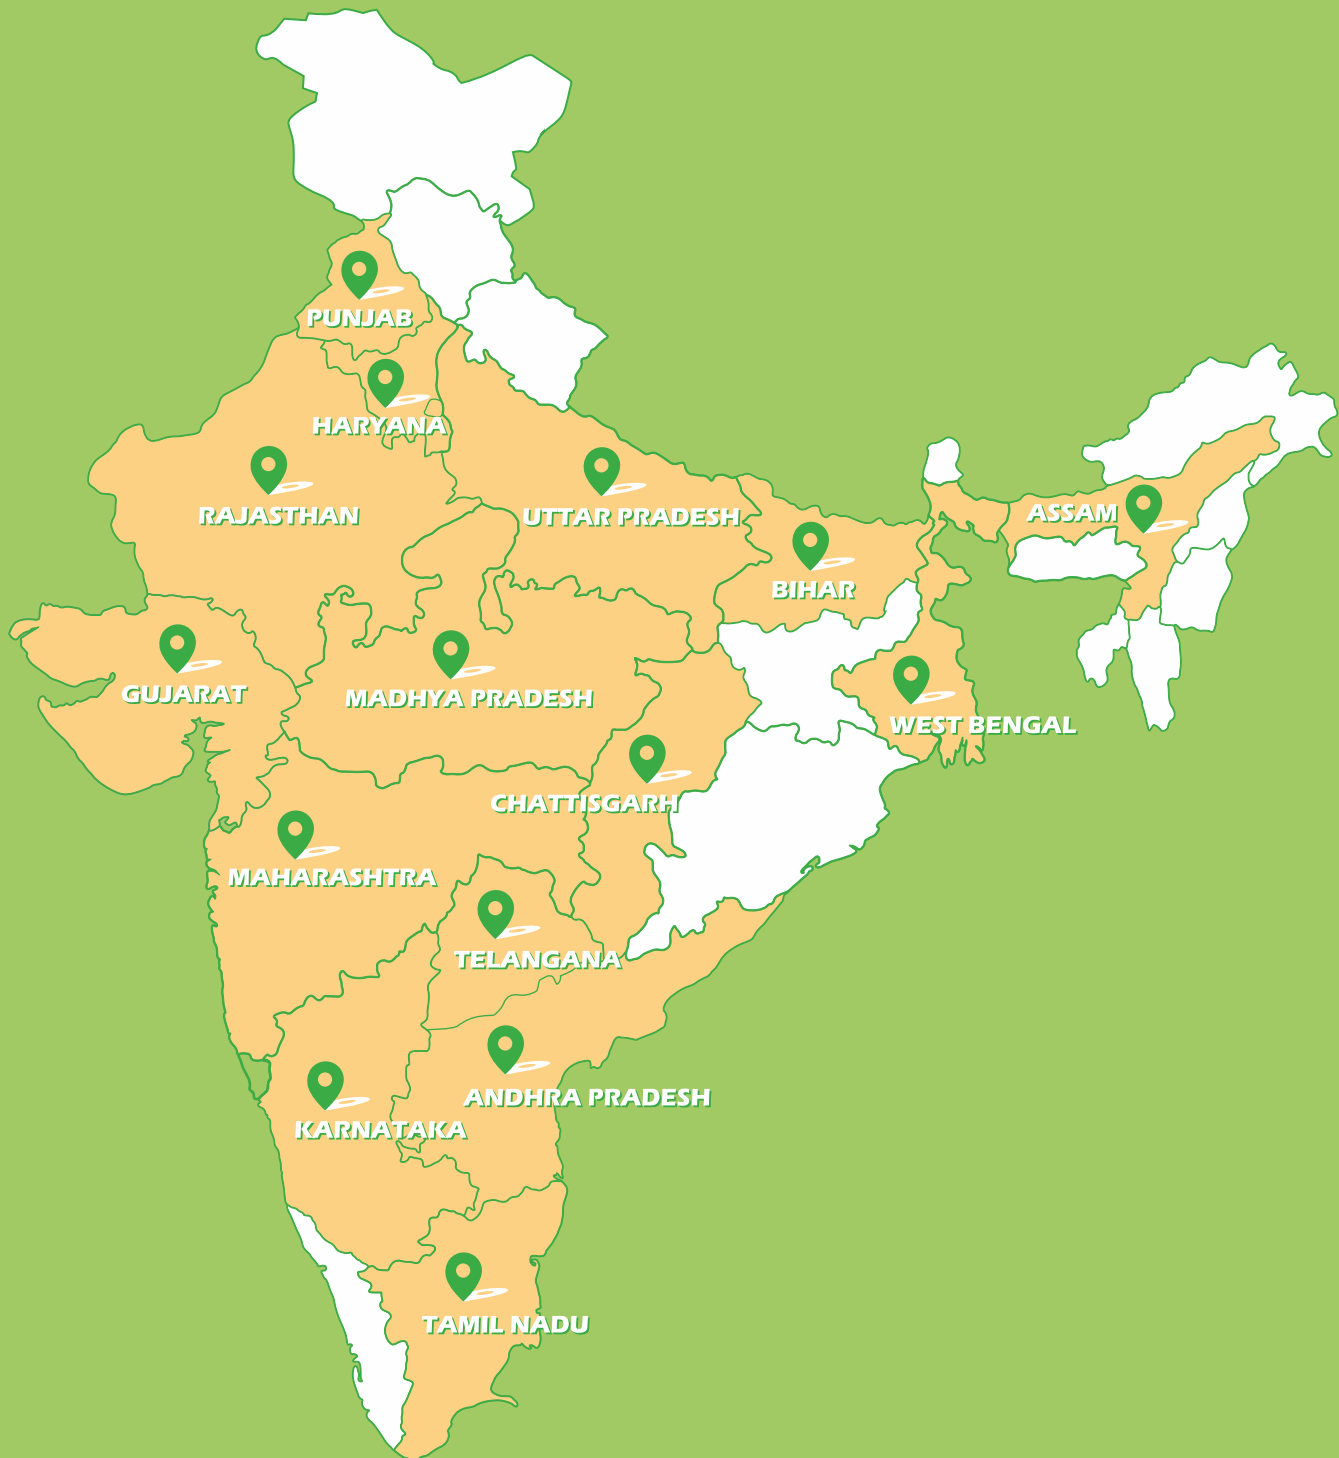 PUNJAB
HARYANA
RAJASTHAN
UTTAR PRADESH
ASSAM
BIHAR
GUJARAT
MADHYA PRADESH
WEST BENGAL
CHATTISGARH
MAHARASHTRA
TELANGANA
ANDHRA PRADESH
KARNATAKA
TAMIL NADU